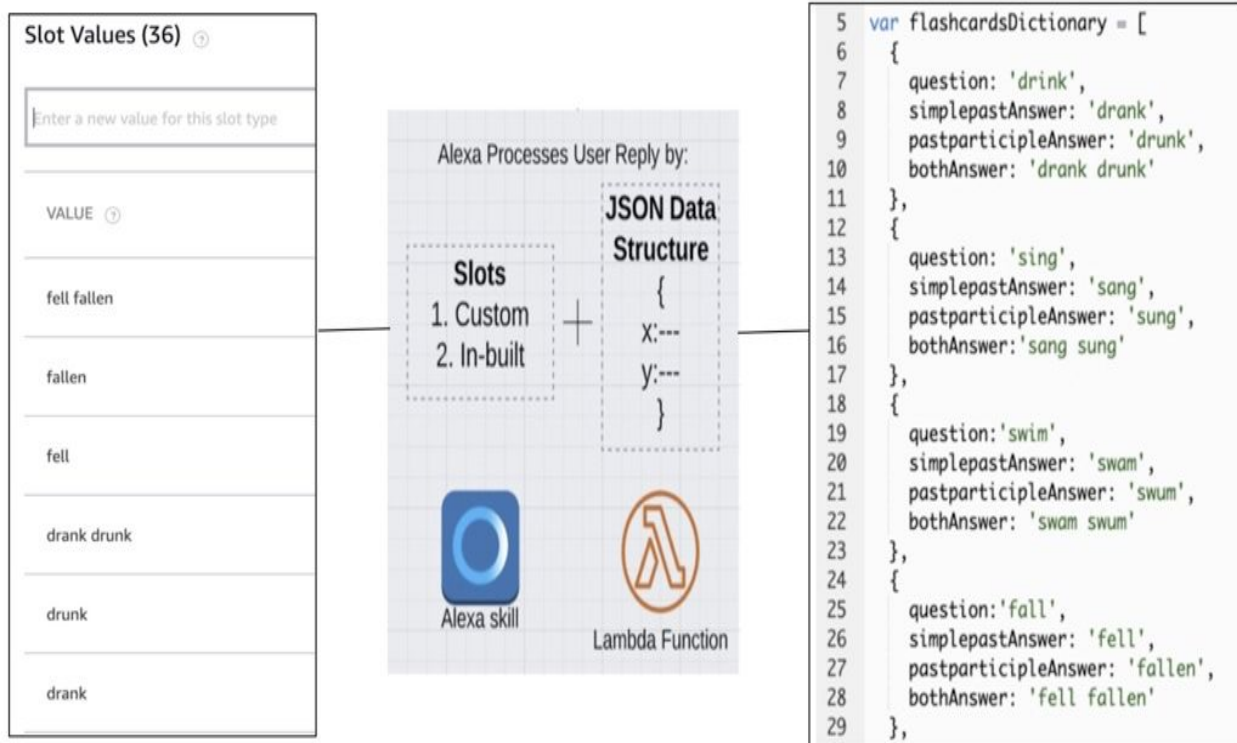 Slot Values (36)
Enter a new value for this slot type
VALUE
fell fallen
fallen
fell
drank drunk
drunk
drank
Alexa Processes User Reply by:
Slots
1. Custom
2. In-built
+
JSON Data
Structure
{
x:---
y:---
}
Alexa skill
Lambda Function
5 var flashcardsDictionary = [
6 {
7 question: 'drink',
8 simplepastAnswer: 'drank',
9 pastparticipleAnswer: 'drunk',
10 bothAnswer: 'drank drunk'
11 },
12 {
13 question: 'sing',
14 simplepastAnswer: 'sang',
15 pastparticipleAnswer: 'sung',
16 bothAnswer:'sang sung'
17 },
18 {
19 question:'swim',
20 simplepastAnswer: 'swam',
21 pastparticipleAnswer: 'swum',
22 bothAnswer: 'swam swum'
23 },
24 {
25 question:'fall',
26 simplepastAnswer: 'fell',
27 pastparticipleAnswer: 'fallen',
28 bothAnswer: 'fell fallen'
29 },